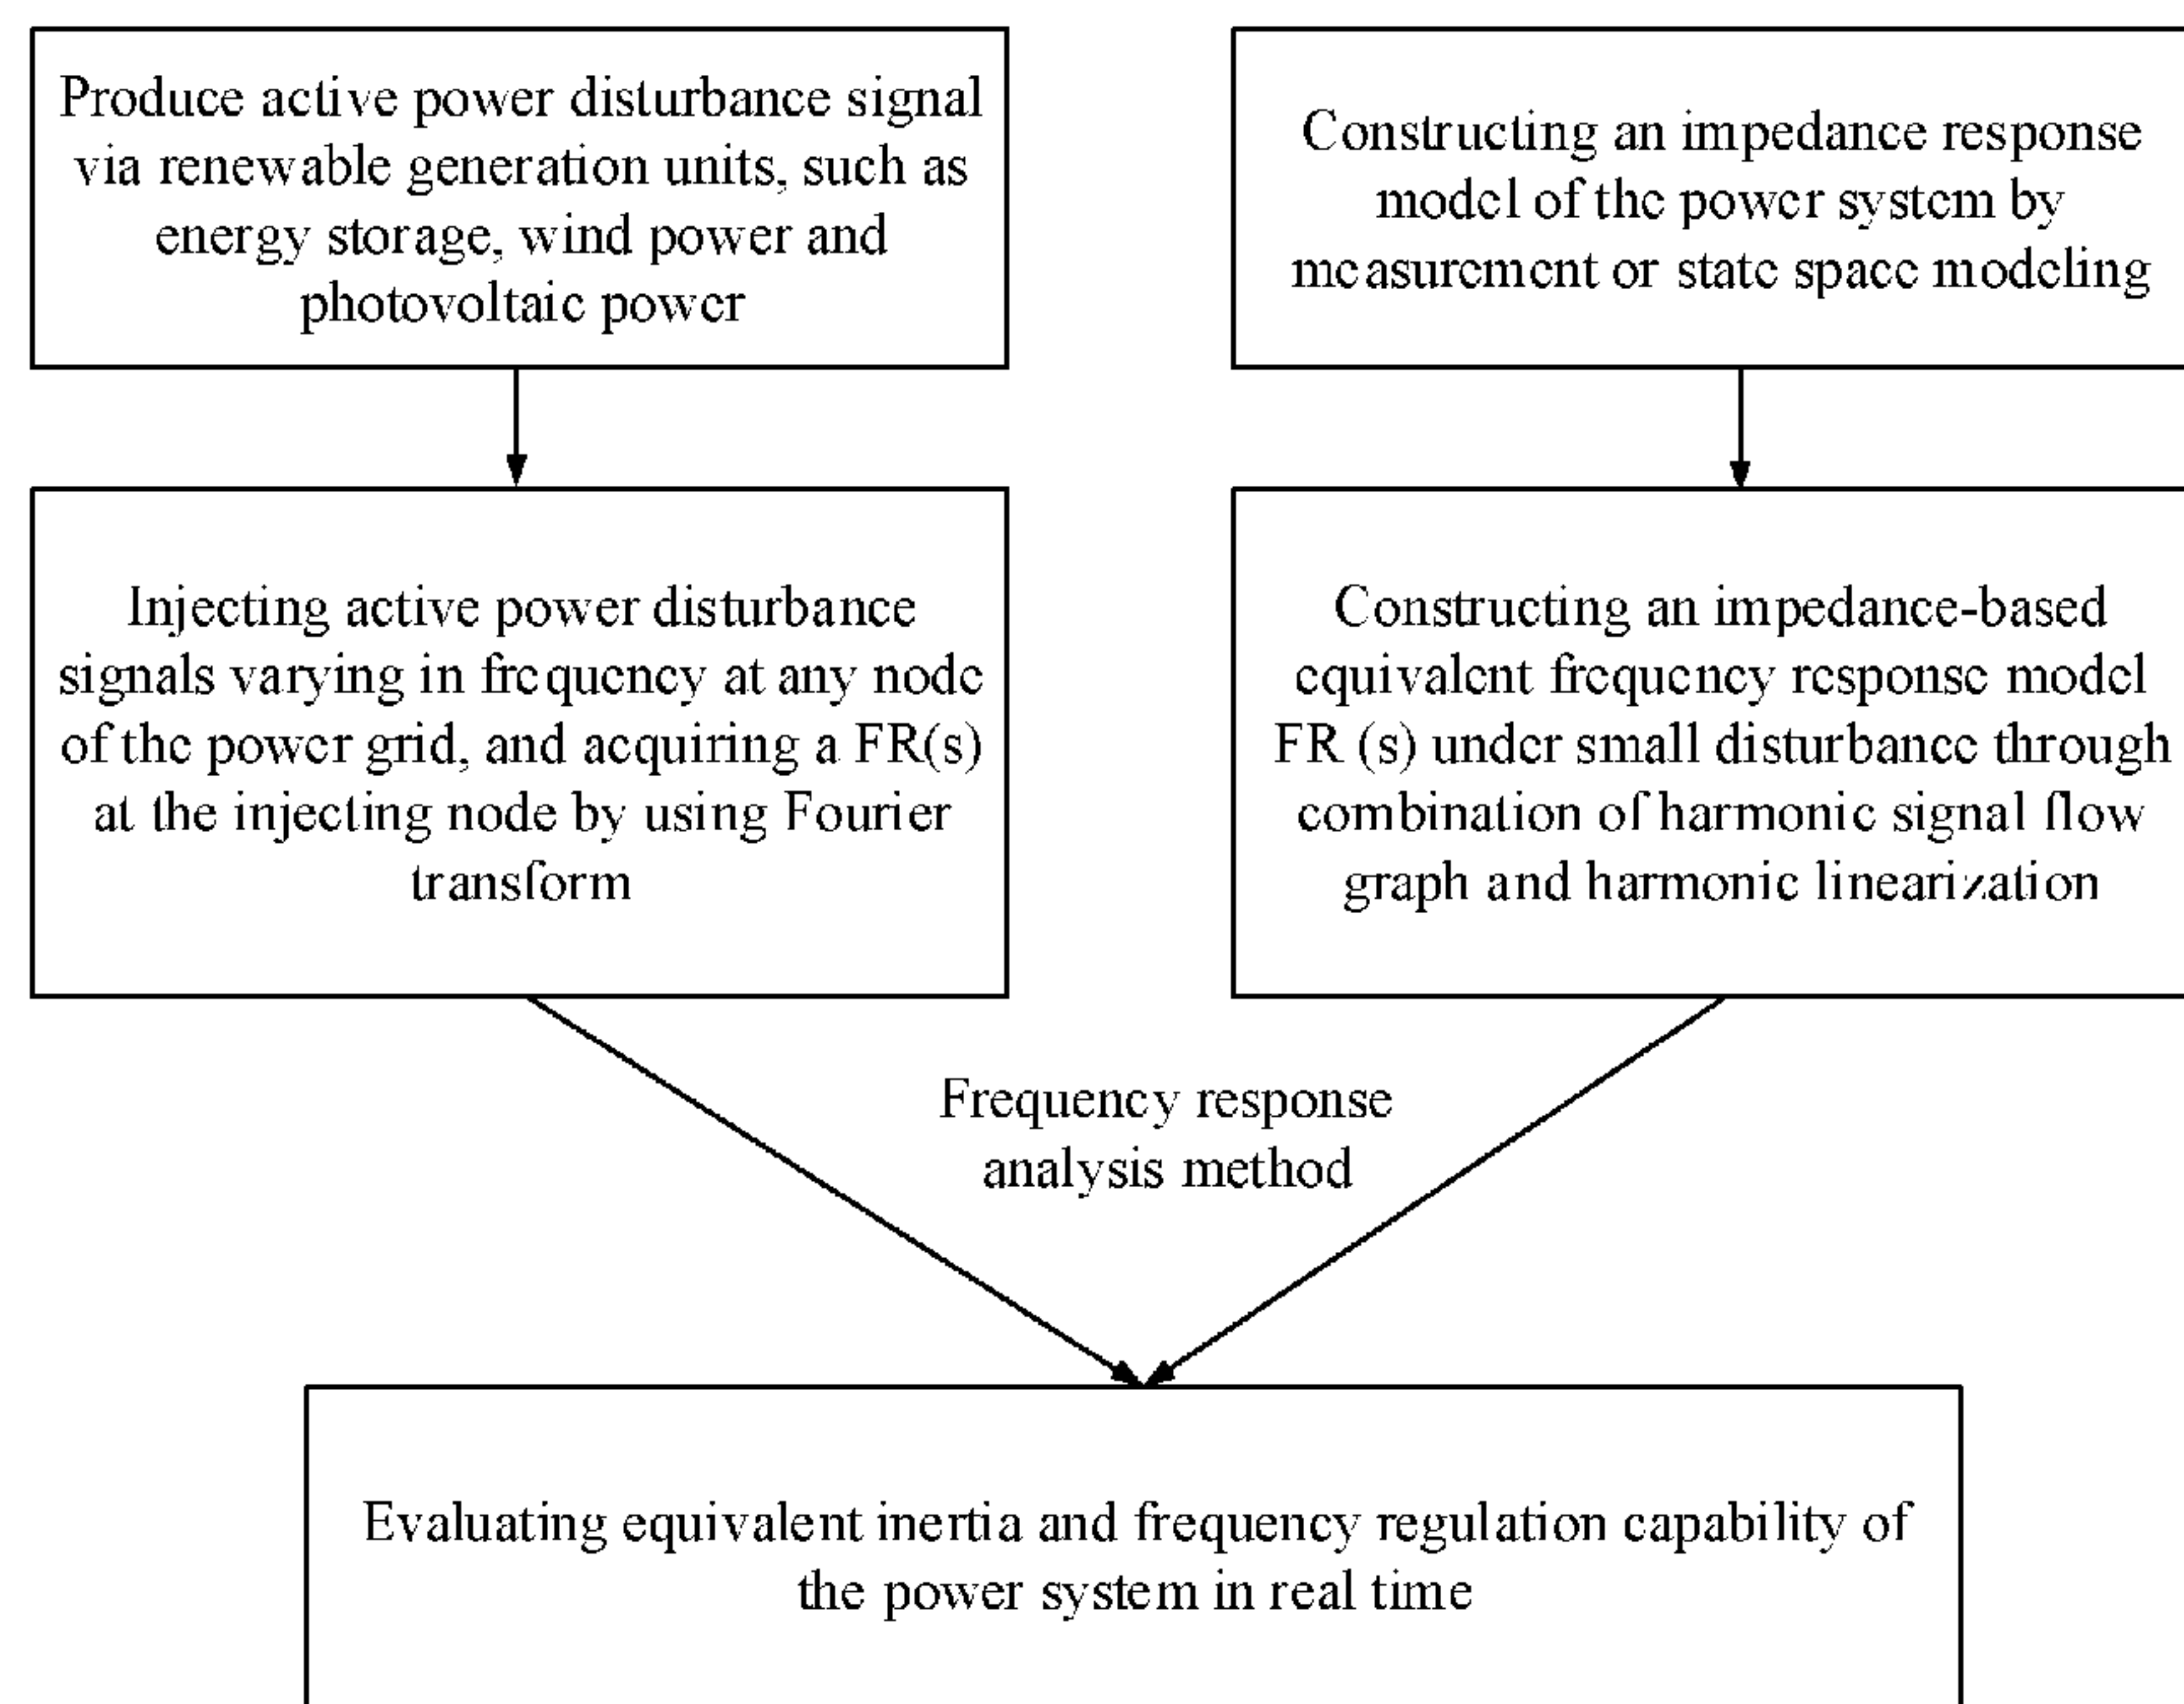 Produce active power disturbance signal
via renewable generation units, such as
energy storage, wind power and
photovoltaic power
Constructing an impedance response
model of the power system by
measurement or state space modeling
Injecting active power disturbance
signals varying in frequency at any node
of the power grid, and acquiring a FR(s)
at the injecting node by using Fourier
transform
Constructing an impedance-based
equivalent frequency response model
FR (s) under small disturbance through
combination of harmonic signal flow
graph and harmonic linearization
Frequency response
analysis method
Evaluating equivalent inertia and frequency regulation capability of
the power system in real time